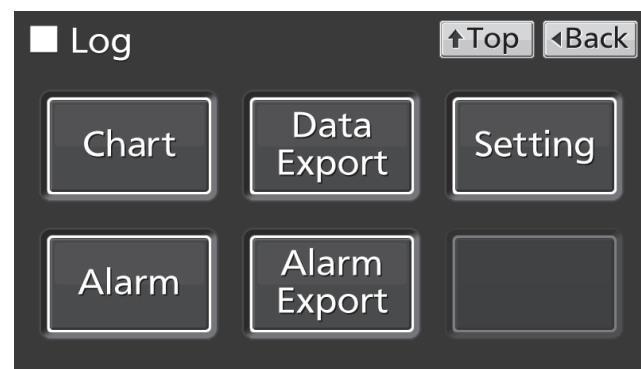 Log
↑Top
◂Back
Chart
Data
Export
Setting
Alarm
Alarm
Export